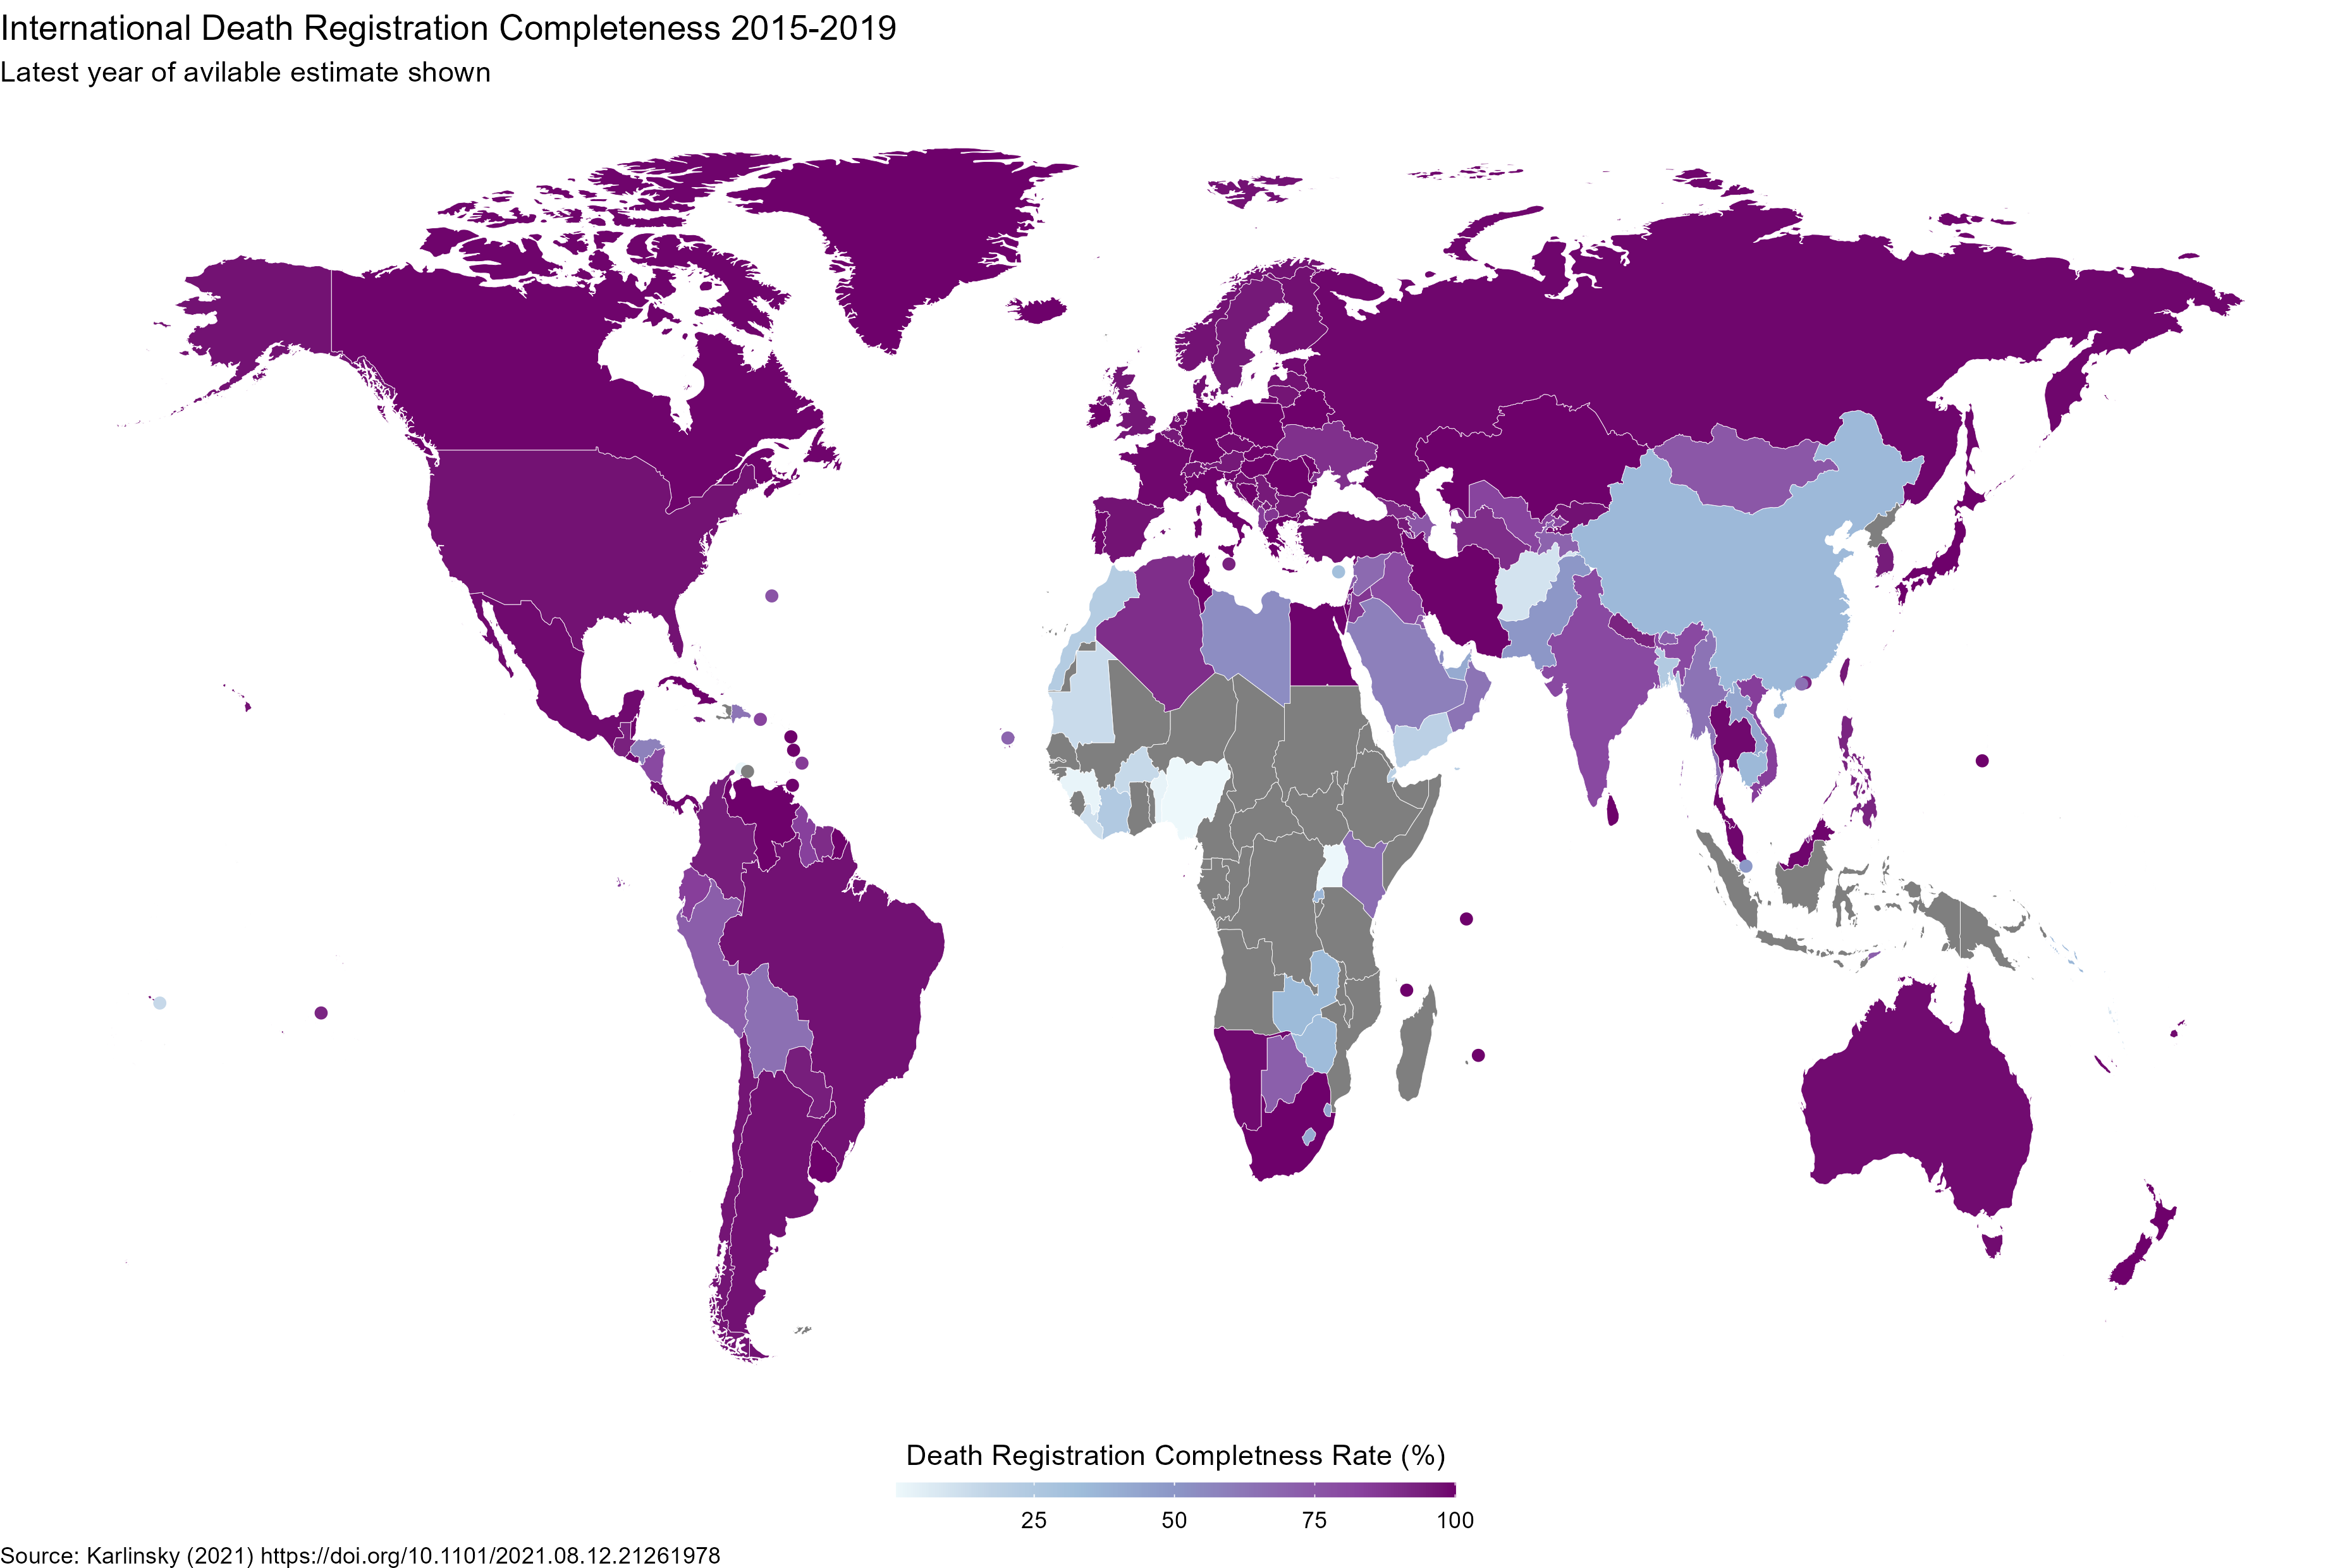 International Death Registration Completeness 2015-2019
Latest year of avilable estimate shown
Death Registration Completness Rate (%)
25 50 75 100
Source: Karlinsky (2021) https://doi.org/10.1101/2021.08.12.21261978